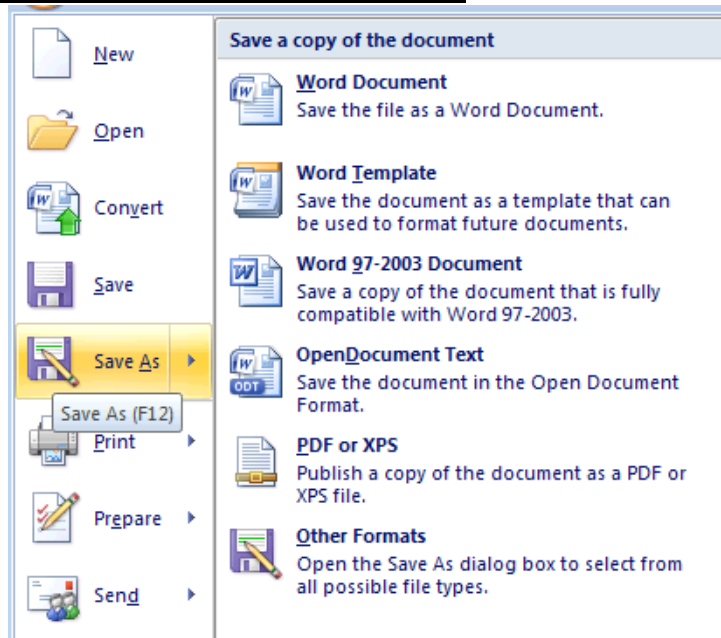 New
Open
Convert
Save
Save As
Save As (F12)
Print
Prepare
Send
Save a copy of the document
Word Document
Save the file as a Word Document.
Word Template
Save the document as a template that can
be used to format future documents.
Word 97-2003 Document
Save a copy of the document that is fully
compatible with Word 97-2003.
OpenDocument Text
Save the document in the Open Document
Format.
ODT
PDF or XPS
Publish a copy of the document as a PDF or
XPS file.
Other Formats
Open the Save As dialog box to select from
all possible file types.